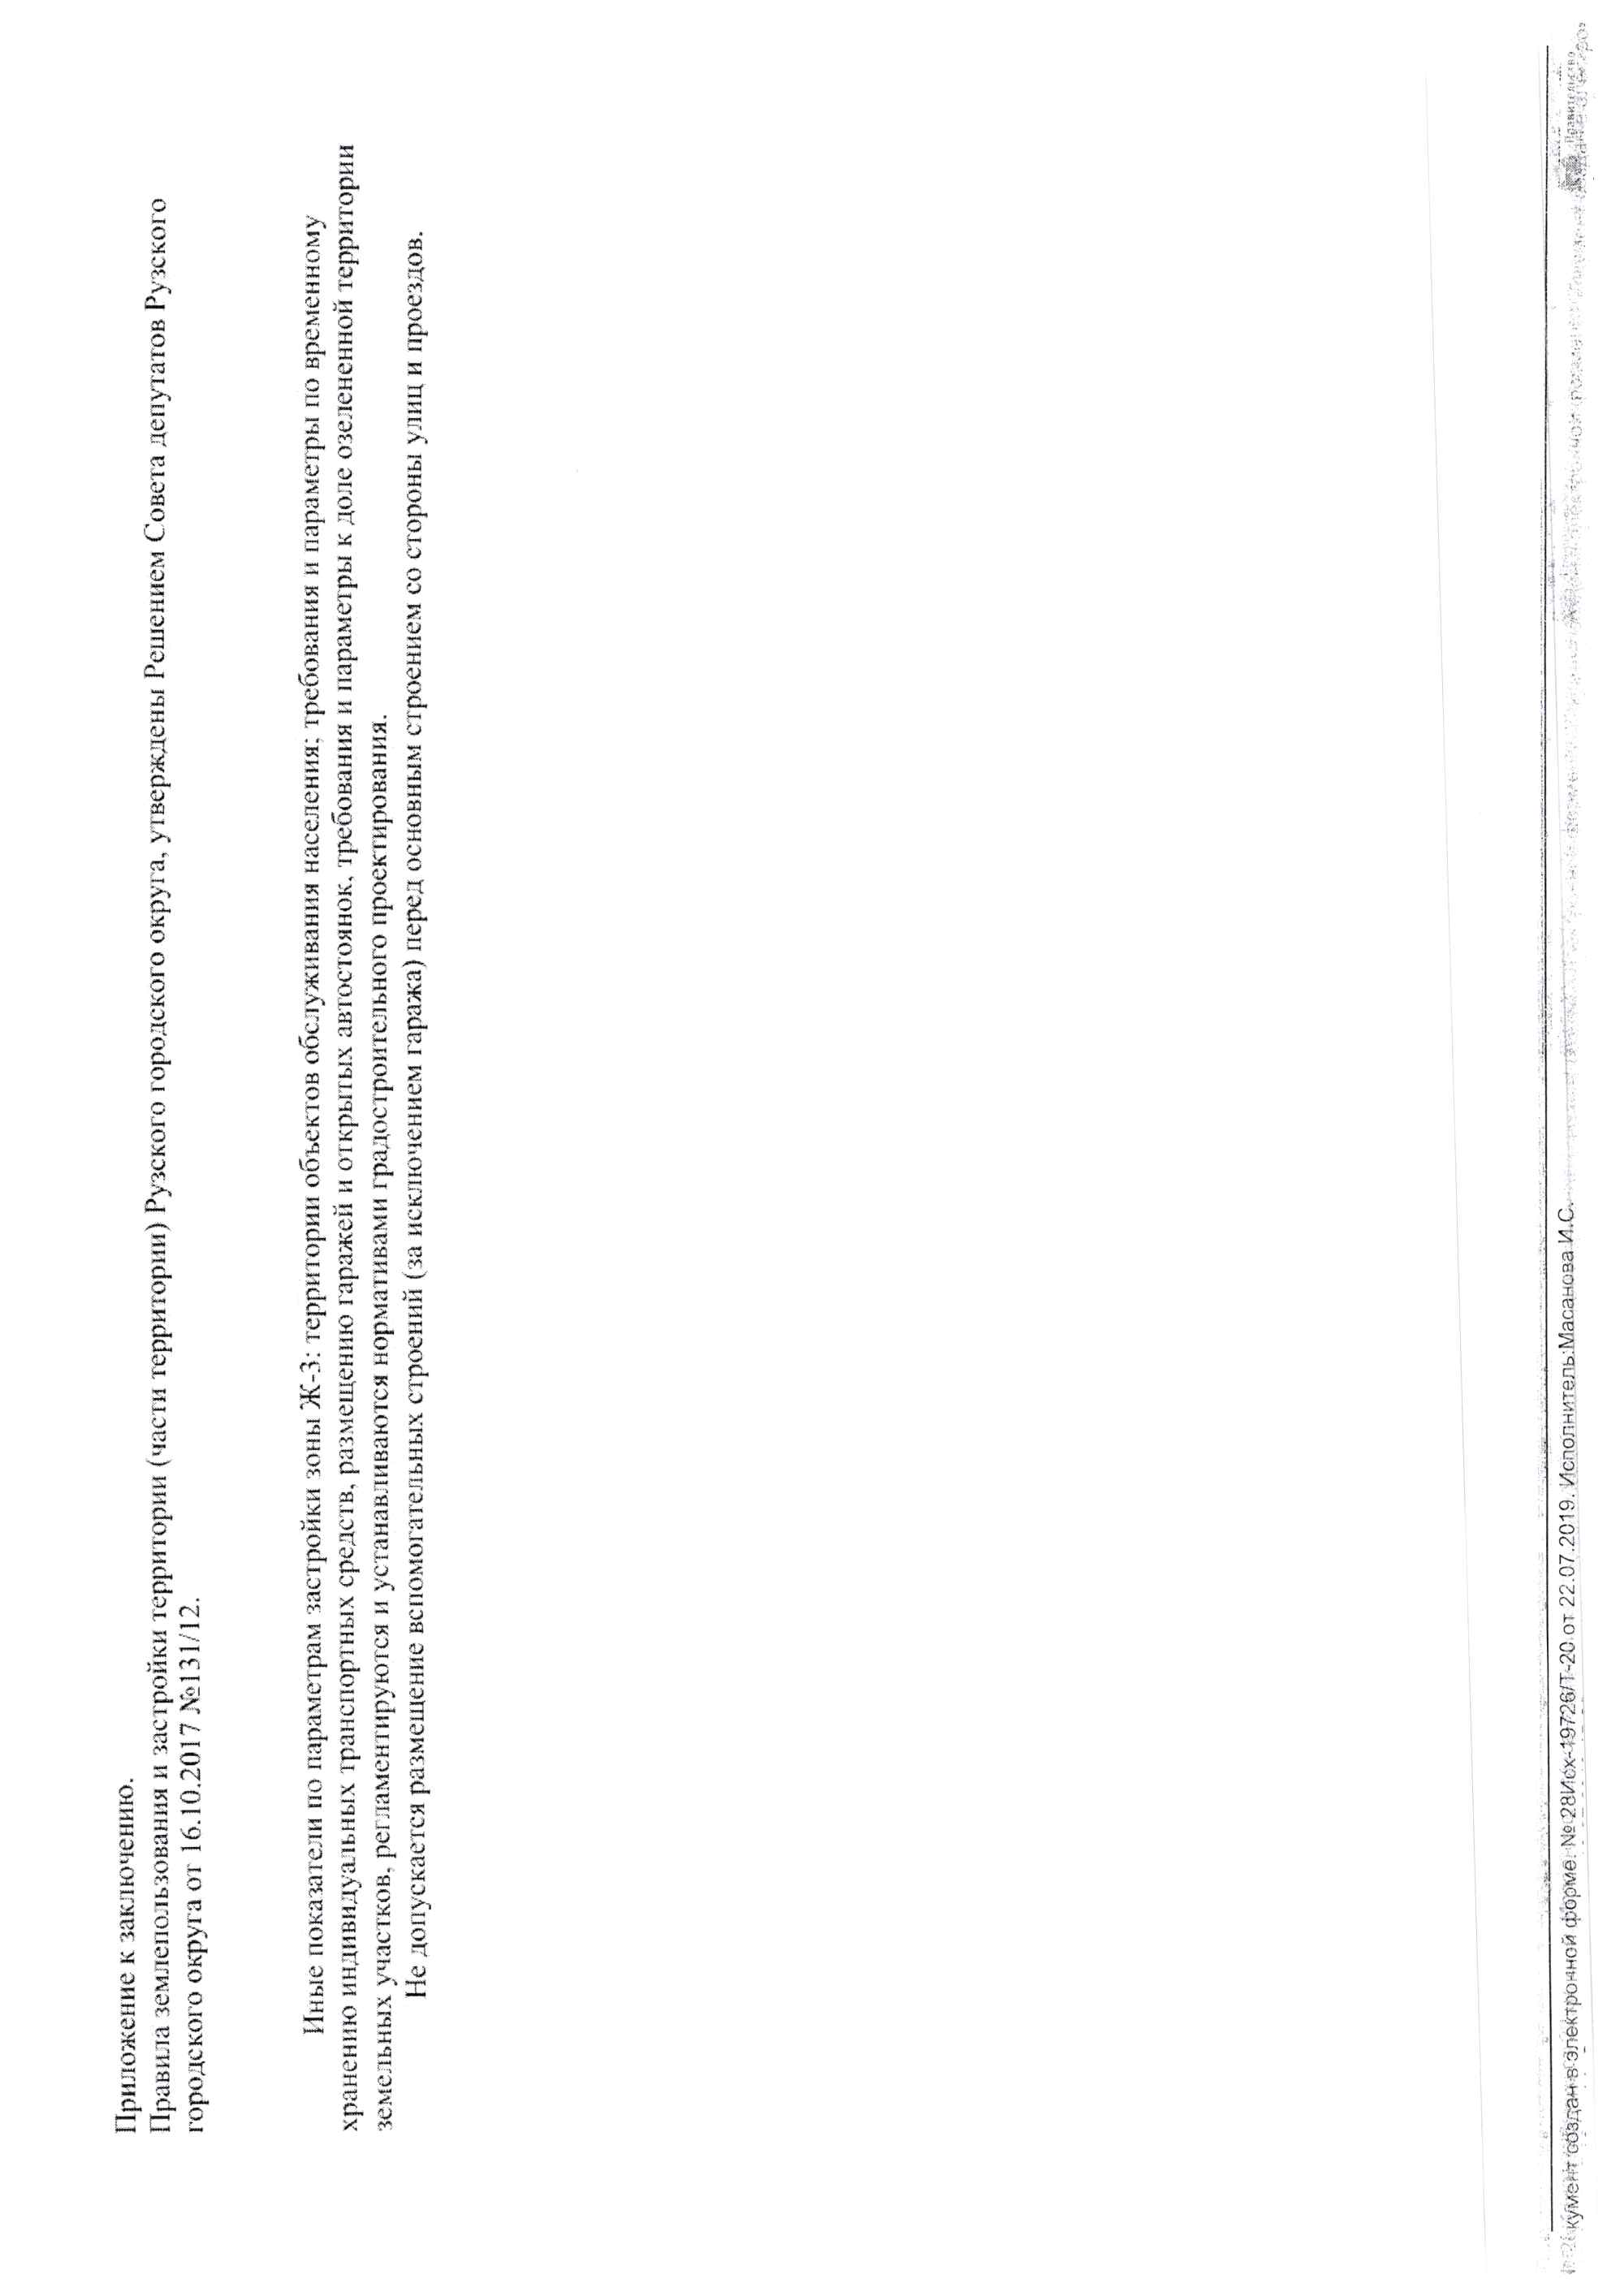 Приложение к заключению.
Правила землепользования и застройки территории (части территории) Рузского городского округа, утверждены Решением Совета депутатов Рузского
городского округа от 16.10.2017 №131/12.
Иные показатели по параметрам застройки зоны Ж-3: территории объектов обслуживания населения; требования и параметры по временному
хранению индивидуальных транспортных средств, размещению гаражей и открытых автостоянок, требования и параметры к доле озелененной территории
земельных участков, регламентируются и устанавливаются нормативами градостроительного проектирования.
Не допускается размещение вспомогательных строений (за исключением гаража) перед основным строением со стороны улиц и проездов.
кумент создан в электронной форме. № 28Исх-19726/Т-20 от 22.07.2019. Исполнитель:Масанова И.С.
Правительство